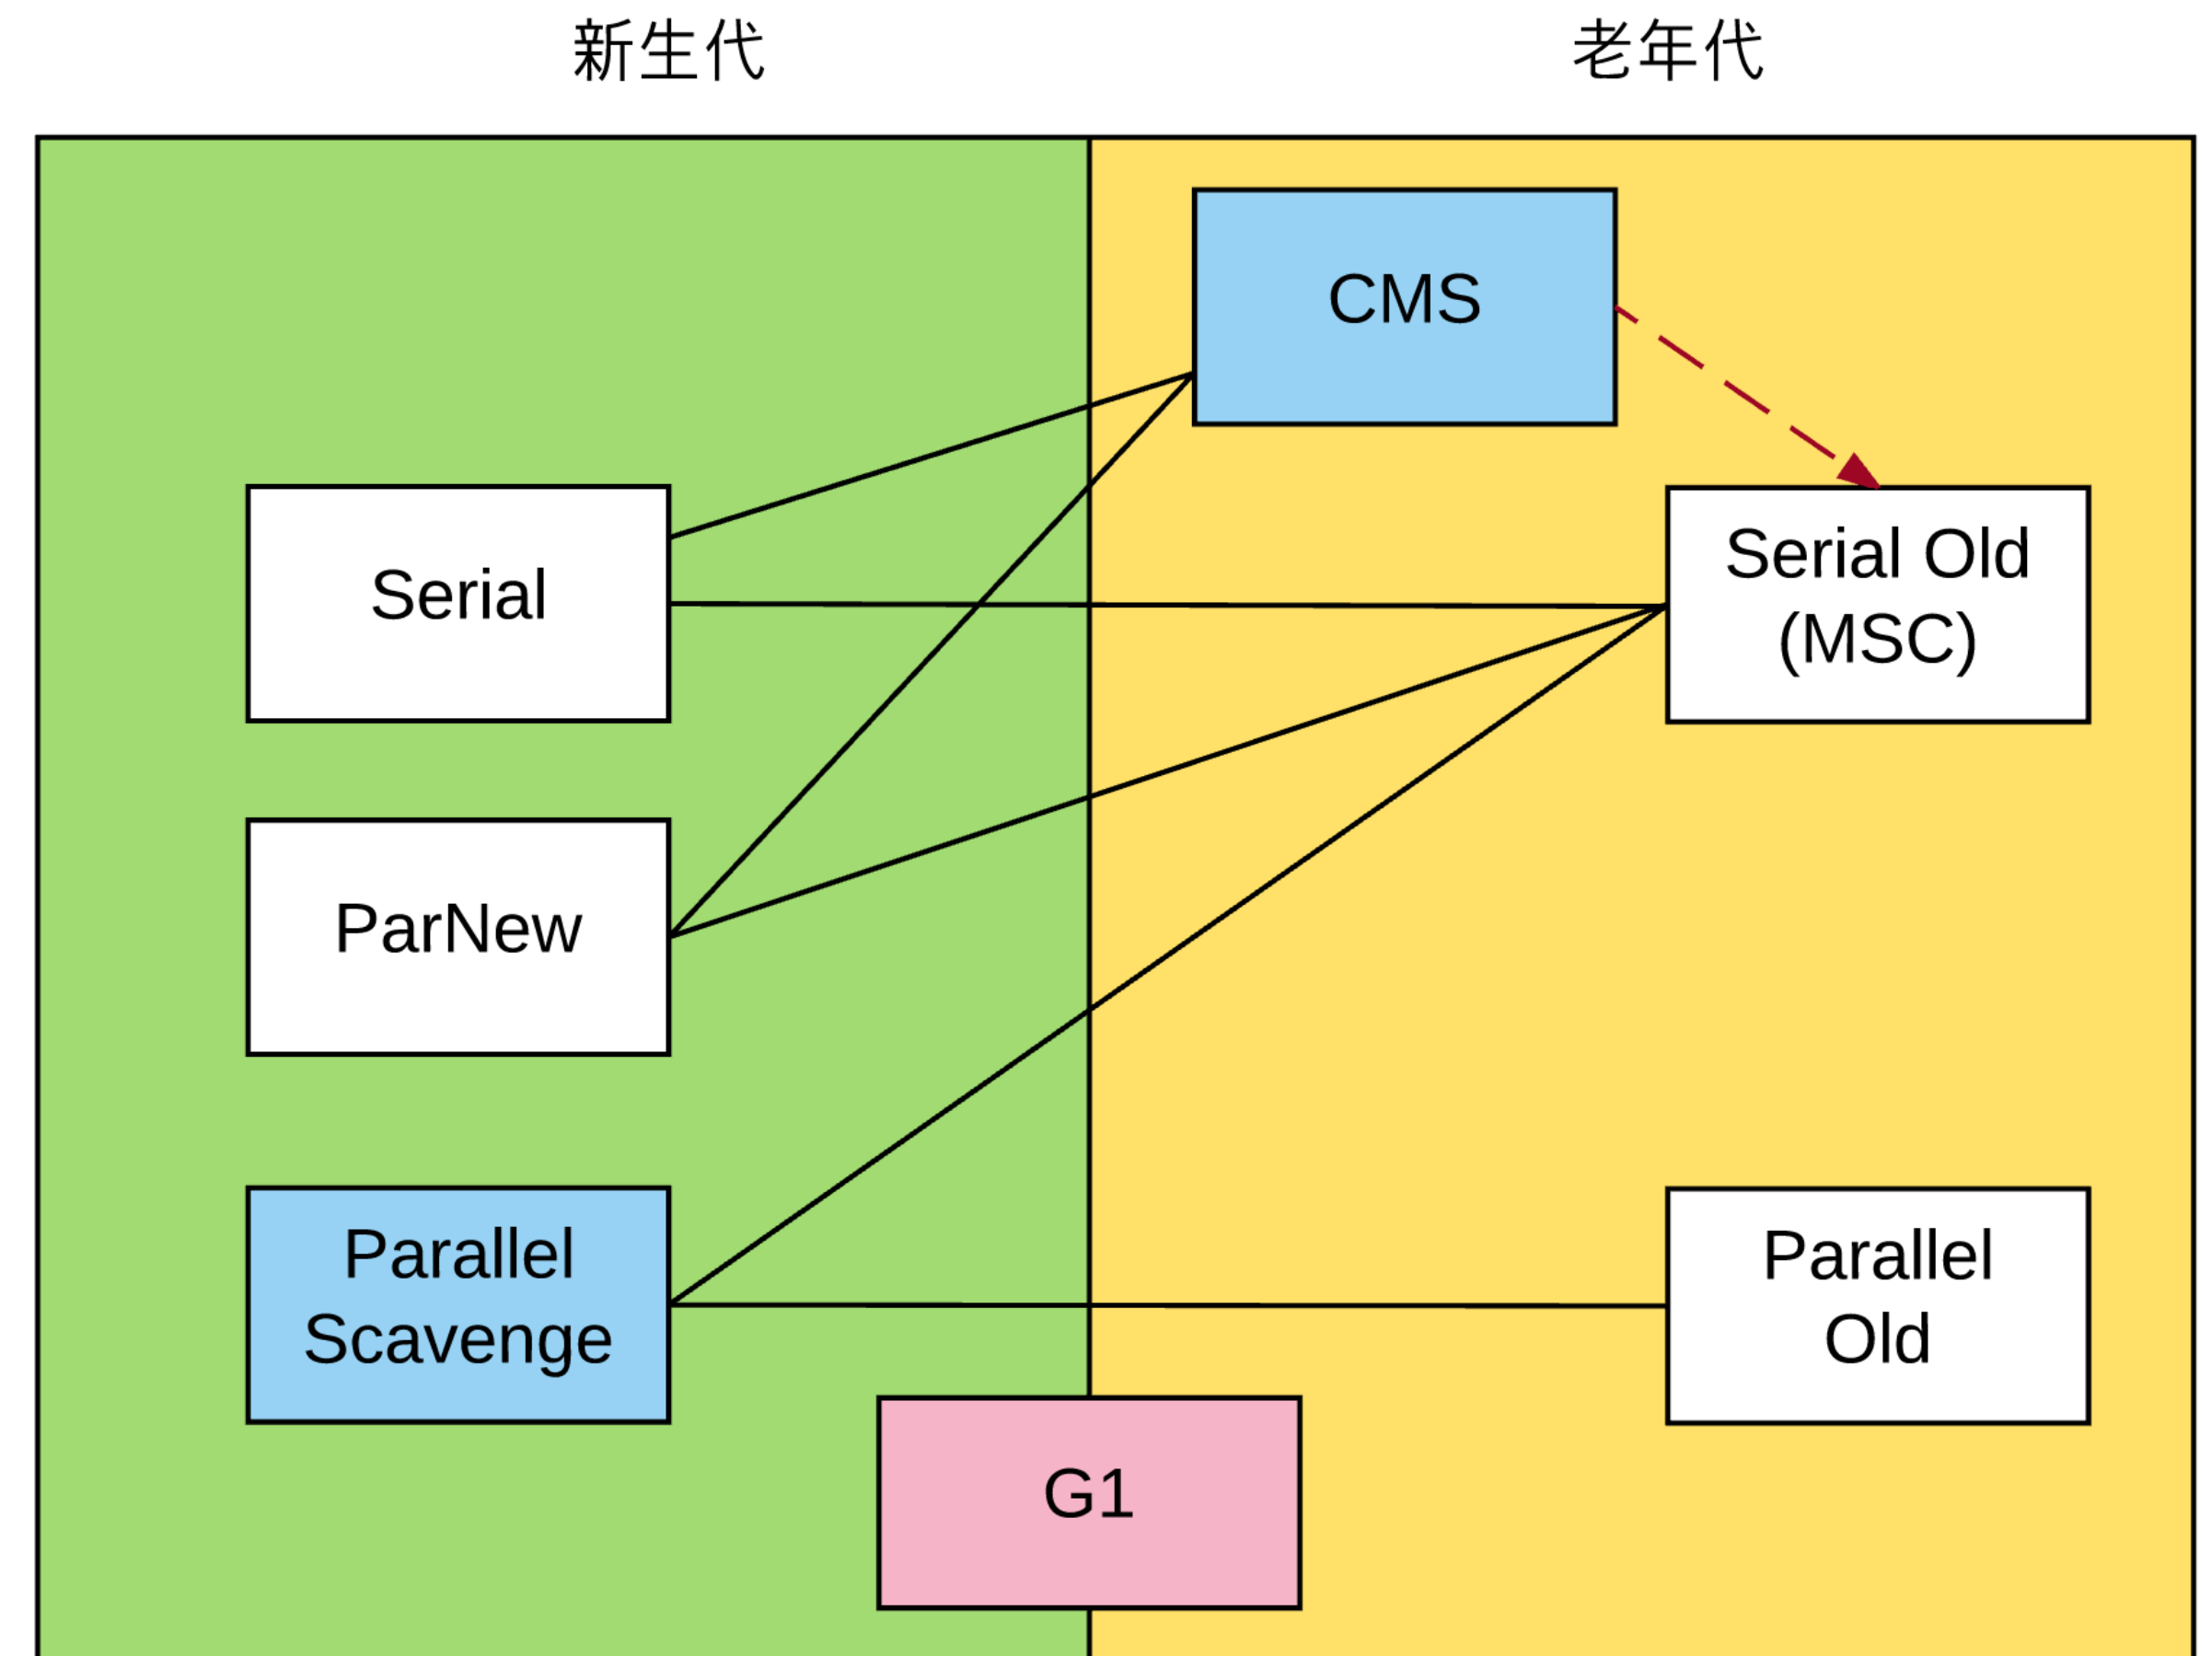 新生代
老年代
CMS
Serial
Serial Old
(MSC)
ParNew
Parallel
Scavenge
Parallel
Old
G1